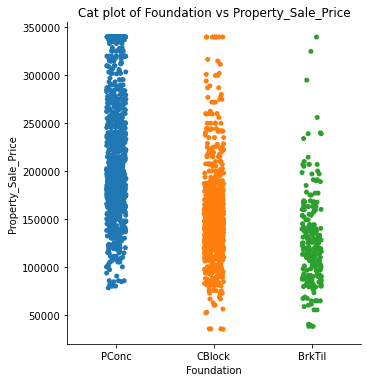 Cat plot of Foundation vs Property_Sale_Price
350000
300000
250000
200000
150000
100000
50000
Property_Sale_Price
PConc CBlock BrkTil
Foundation